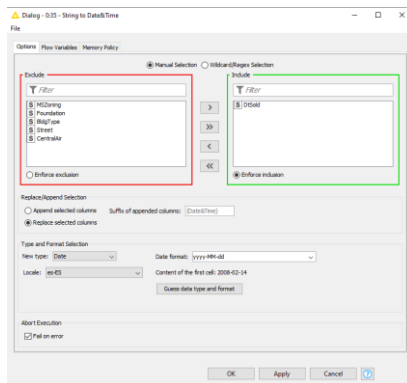 Dialog - 0:35 - String to Date&Time
File
Options Flow Variables Memory Policy
Manual Selection Wildcard/Regex Selection
Exclude
Filter
S MSZoning
S Foundation
S BldgType
S Street
S CentralAir
Enforce exclusion
>
>>
<
<<
Include
Filter
S DtSold
Enforce inclusion
Replace/Append Selection
Append selected columns Suffix of appended columns: (Date&Time)
Replace selected columns
Type and Format Selection
New type: Date Date format: yyyy-MM-dd
Locale: es-ES Content of the first cell: 2008-02-14
Guess data type and format
Abort Execution
Fail on error
OK Apply Cancel ?